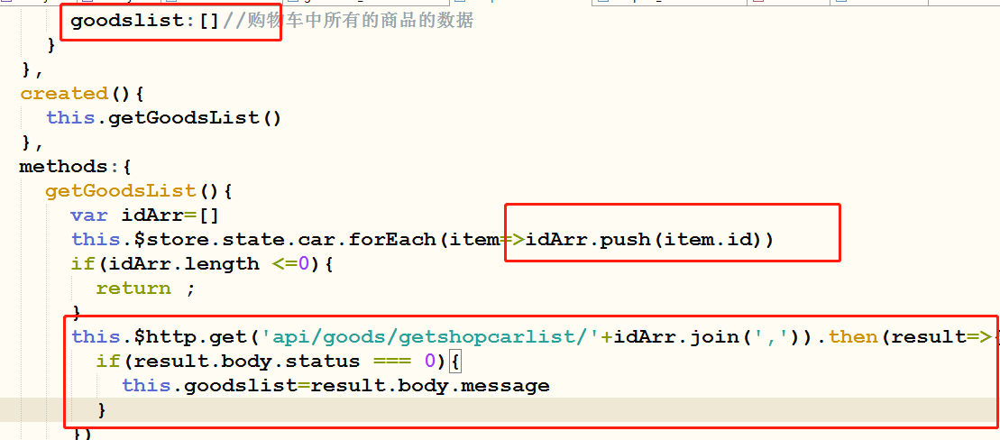 goodslist:[]//购物车中所有的商品的数据
}
},
created(){
this.getGoodsList()
},
methods:{
getGoodsList(){
var idArr=[]
this.$store.state.car.forEach(item=>idArr.push(item.id))
if(idArr.length <=0){
return ;
}
this.$http.get('api/goods/getshopcarlist/'+idArr.join(',')).then(result=>{
if(result.body.status === 0){
this.goodslist=result.body.message
}
})